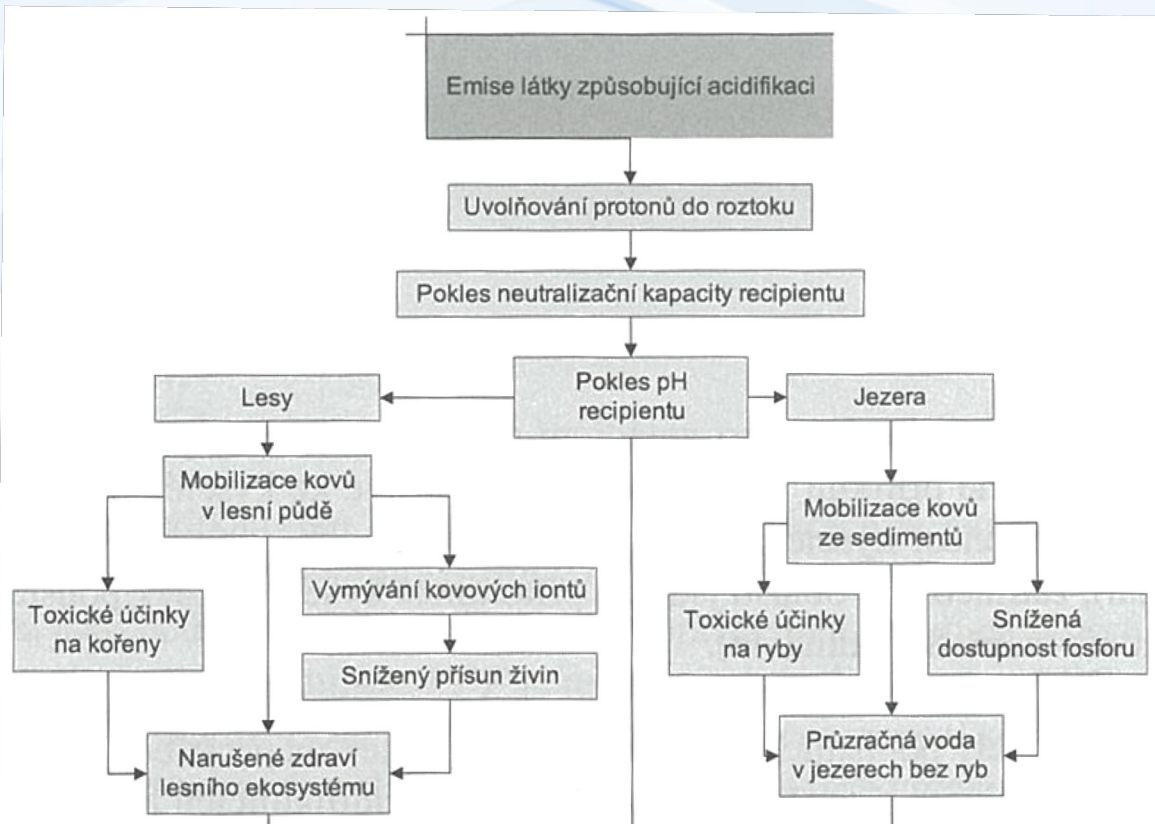 Emise látky způsobující acidifikaci
Uvolňování protonů do roztoku
Pokles neutralizační kapacity recipientu
Pokles pH
recipientu
Lesy
Jezera
Mobilizace kovů
v lesní půdě
Mobilizace kovů
ze sedimentů
Vymývání kovových iontů
Toxické účinky
na kořeny
Toxické účinky
na ryby
Snížená
dostupnost fosforu
Snížený přísun živin
Narušené zdraví
lesního ekosystému
Průzračná voda
v jezerech bez ryb